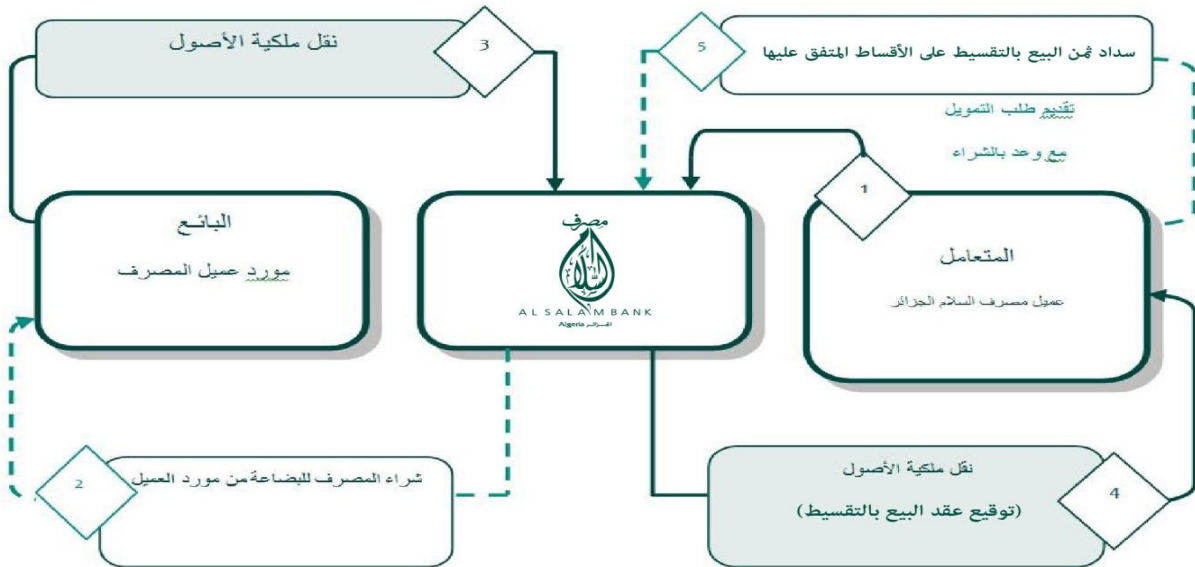 نقل ملكية الأصول
3
5
سداد ثمن البيع بالتقسيط على الأقساط المتفق عليها
تقديم طلب التمويل
مع وعد بالشراء
1
البائع
مورد عميل المصرف
مصرف
السلام
AL SALAM BANK
Algeria الجزائر
المتعامل
عميل مصرف السلام الجزائر
2
شراء المصرف للبضاعة من مورد العميل
نقل ملكية الأصول
(توقيع عقد البيع بالتقسيط)
4